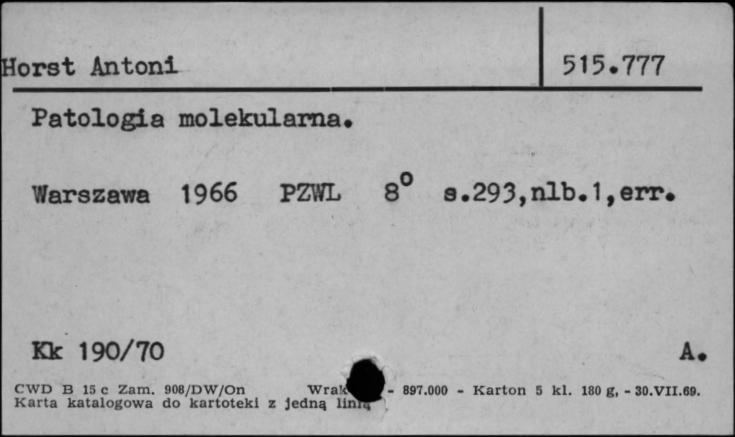 Horst Antoni 515.777
Patologia molekularna.
Warszawa 1966 PZWL 8° s.293,nlb.1,err.
Kk 190/70 A.
CWD B 15 c Zam. 908/DW/On - 897.000 - Karton 5 kl. 180 g, - 30.VII.69.
Karta katalogowa do kartoteki z jedną linią